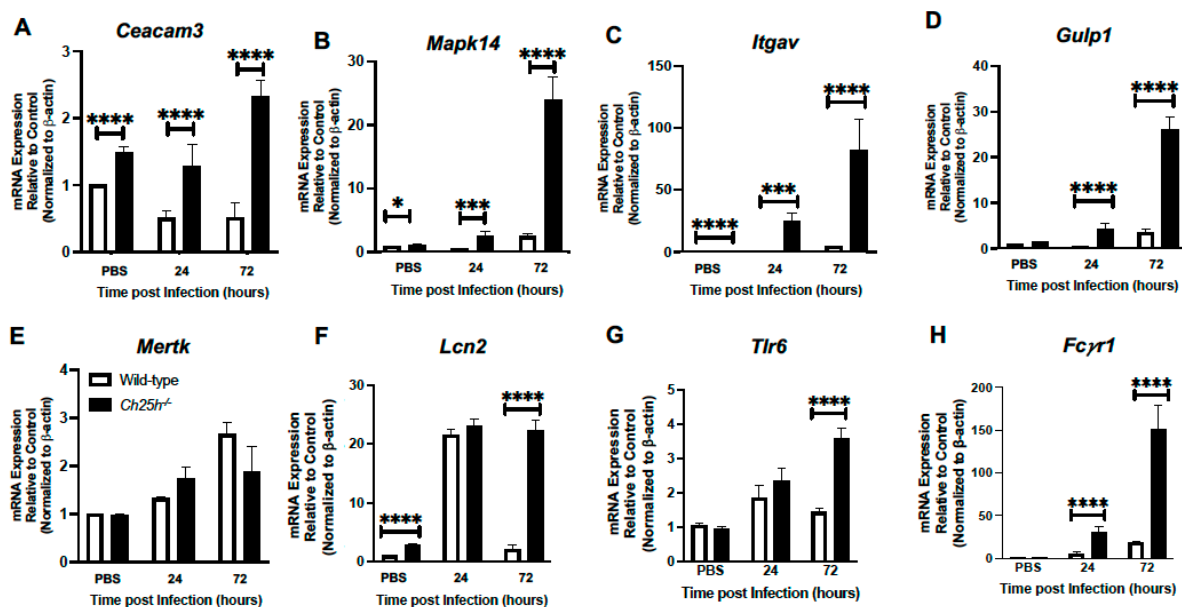 A
Ceacam3
mRNA Expression
Relative to Control
(Normalized to β-actin)
3
2
1
0
****
****
****
PBS
24
72
Time post Infection (hours)
B
Mapk14
mRNA Expression
Relative to Control
(Normalized to β-actin)
30
20
10
0
*
***
****
PBS
24
72
Time post Infection (hours)
C
Itgav
mRNA Expression
Relative to Control
(Normalized to β-actin)
150
100
50
0
****
***
****
PBS
24
72
Time post Infection (hours)
D
Gulp1
mRNA Expression
Relative to Control
(Normalized to β-actin)
40
30
20
10
0
****
****
PBS
24
72
Time post Infection (hours)
E
Mertk
Wild-type
Ch25h-/-
mRNA Expression
Relative to Control
(Normalized to β-actin)
4
3
2
1
0
PBS
24
72
Time post Infection (hours)
F
Lcn2
mRNA Expression
Relative to Control
(Normalized to β-actin)
30
20
10
0
****
****
PBS
24
72
Time post Infection (hours)
G
Tlr6
mRNA Expression
Relative to Control
(Normalized to β-actin)
5
4
3
2
1
0
****
PBS
24
72
Time post Infection (hours)
H
Fcγr1
mRNA Expression
Relative to Control
(Normalized to β-actin)
200
150
100
50
0
****
****
PBS
24
72
Time post Infection (hours)